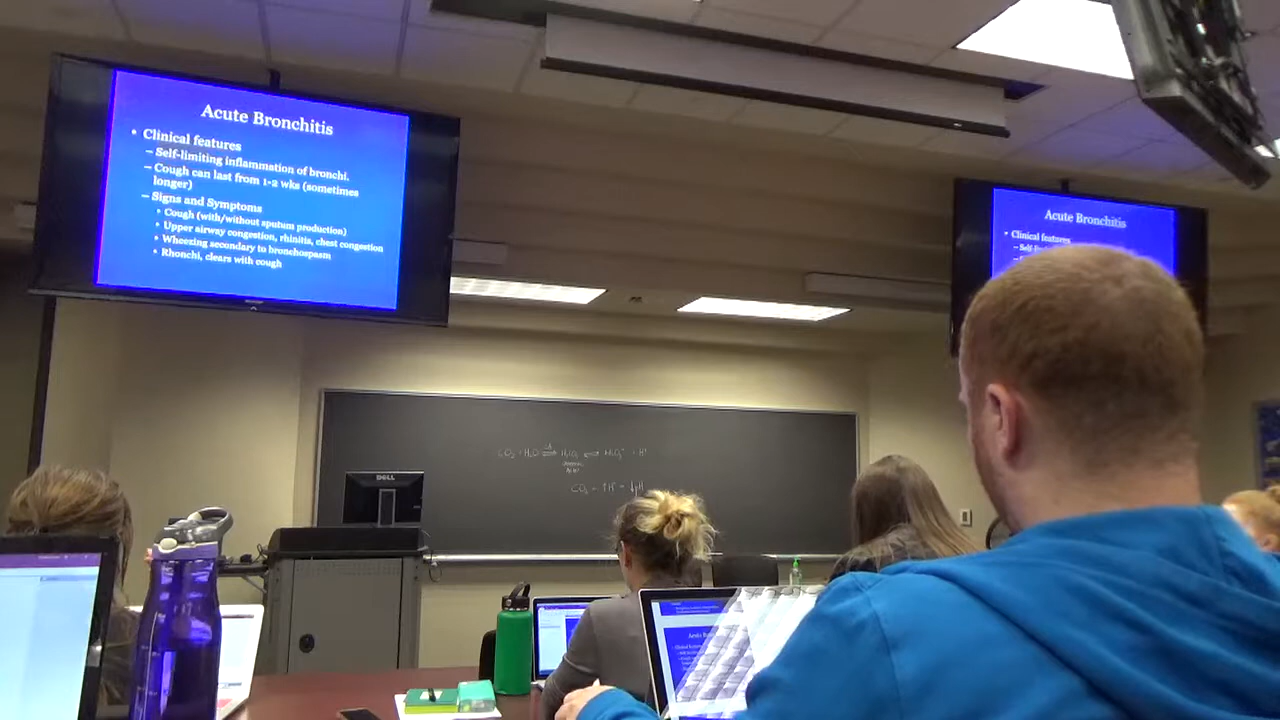 Acute Bronchitis
• Clinical features
– Self-limiting inflammation of bronchi.
– Cough can last from 1-2 wks (sometimes
longer)
– Signs and Symptoms
• Cough (with/without sputum production)
• Upper airway congestion, rhinitis, chest congestion
• Wheezing secondary to bronchospasm
• Rhonchi, clears with cough
Acute Bronchitis
• Clinical features
DELL
CO₂ + H₂O